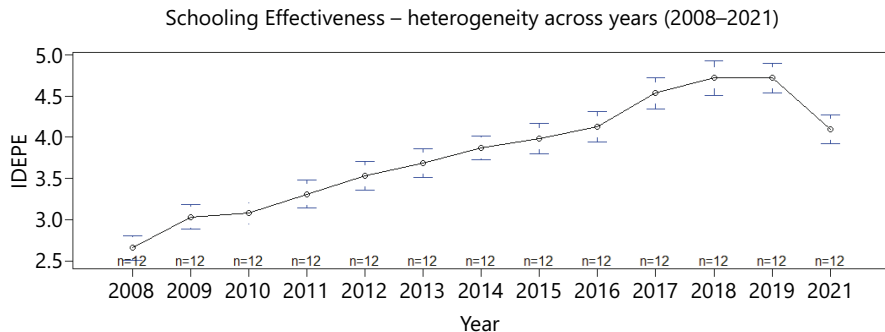 Schooling Effectiveness – heterogeneity across years (2008–2021)
5.0
4.5
4.0
3.5
3.0
2.5
IDEPE
n=12 n=12 n=12 n=12 n=12 n=12 n=12 n=12 n=12 n=12 n=12 n=12 n=12
2008 2009 2010 2011 2012 2013 2014 2015 2016 2017 2018 2019 2021
Year